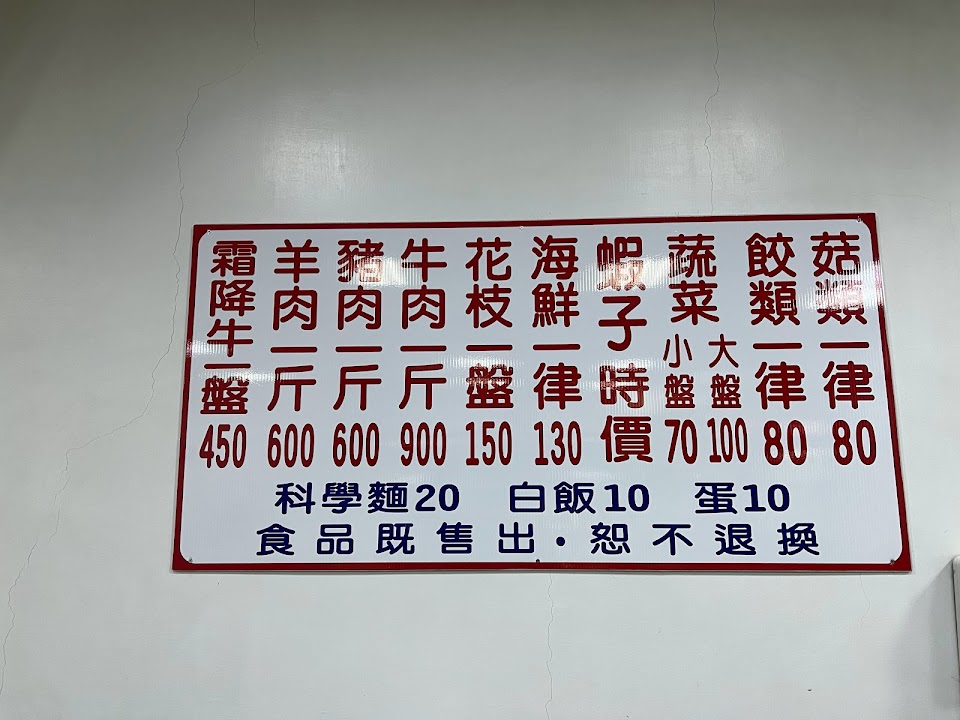 菇類一律80
餃類一律80
蔬菜 大盤100 小盤70
蝦子時價
海鮮一律130
花枝一盤150
牛肉一斤900
豬肉一斤600
羊肉一斤600
霜降牛一盤450
科學麵20 白飯10 蛋10
食品既售出・恕不退換